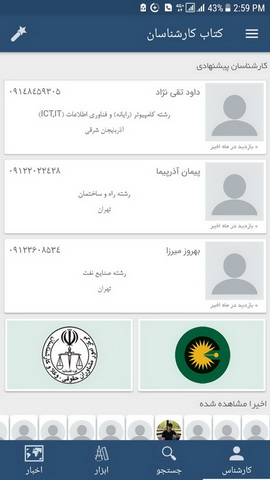 53% 2:59 PM
کتاب کارشناسان
کارشناسان پیشنهادی
داود تقی نژاد
۰۹۱۴۸۴۵۹۳۰۵
رشته کامپیوتر (رایانه) و فناوری اطلاعات (ICT,IT)
آذربایجان شرقی
۰ بازدید در ماه اخیر
پیمان آذرپیما
۰۹۱۲۲۰۲۲۴۲۸
رشته راه و ساختمان
تهران
۰ بازدید در ماه اخیر
بهروز میرزا
۰۹۱۲۳۶۰۸۵۳۴
رشته صنایع نفت
تهران
۰ بازدید در ماه اخیر
اخیرا مشاهده شده
کارشناس
جستجو
ابزار
اخبار